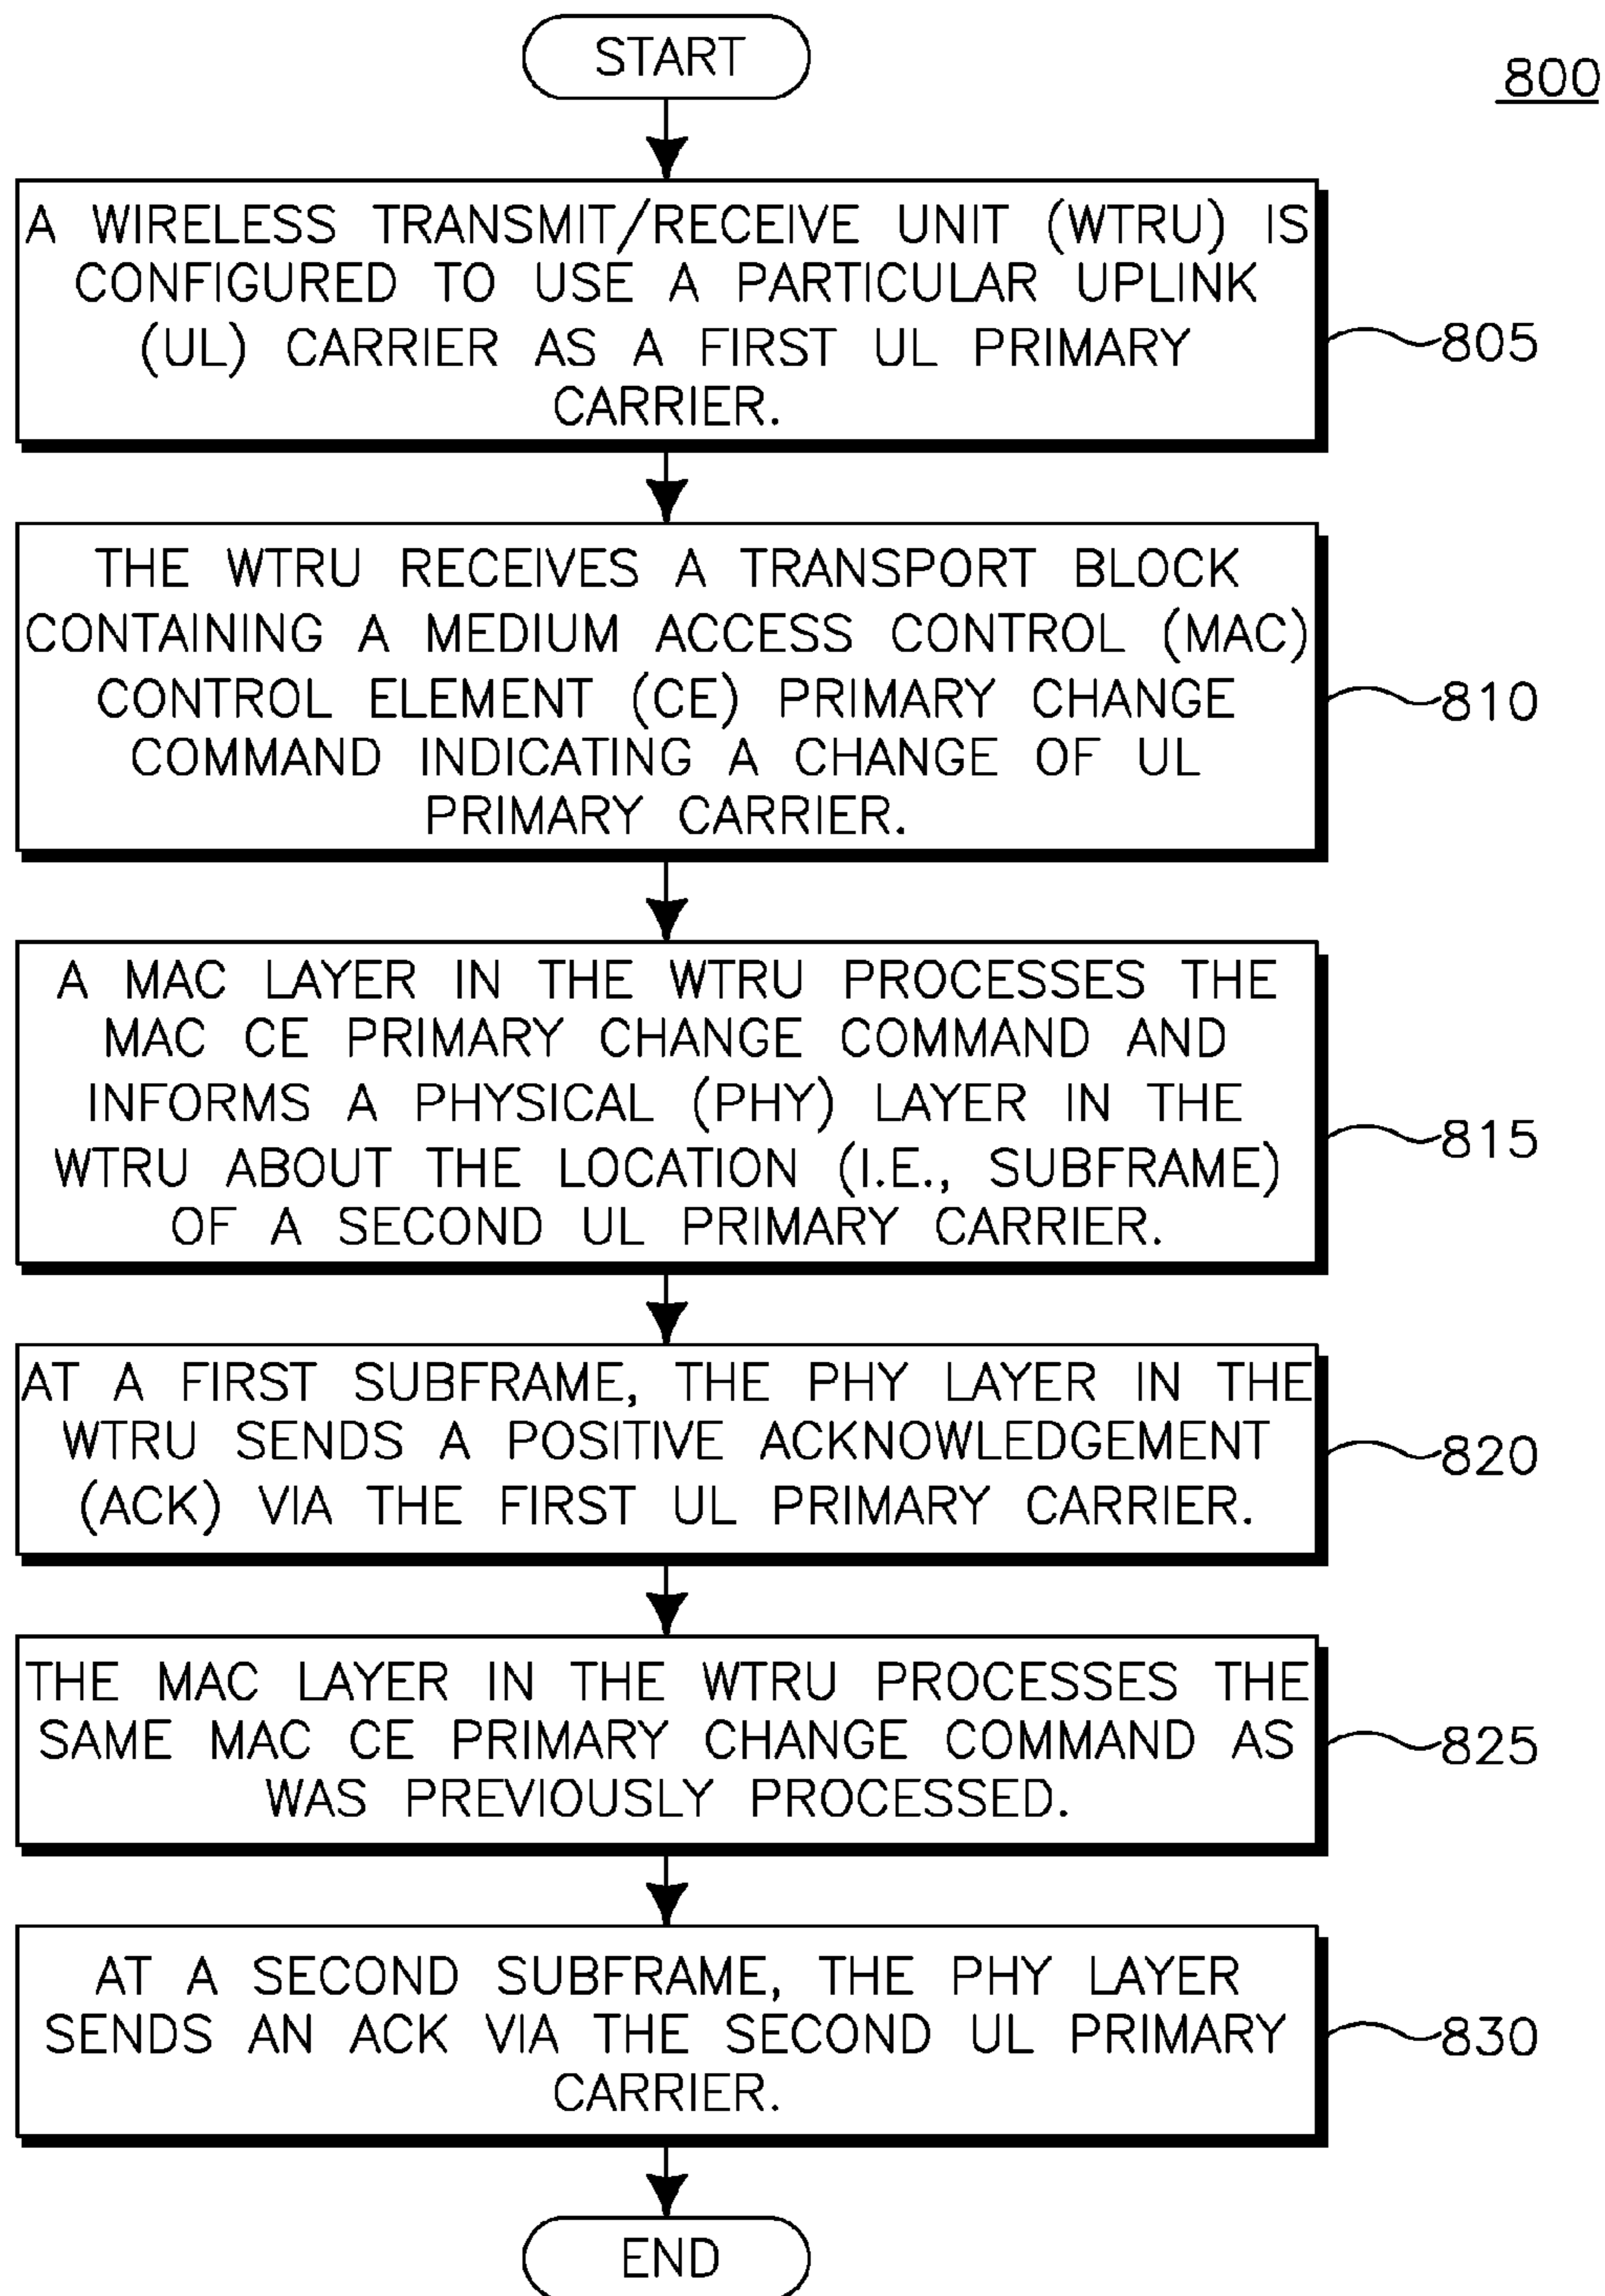 START
800
A WIRELESS TRANSMIT/RECEIVE UNIT (WTRU) IS
CONFIGURED TO USE A PARTICULAR UPLINK
(UL) CARRIER AS A FIRST UL PRIMARY
CARRIER.
805
THE WTRU RECEIVES A TRANSPORT BLOCK
CONTAINING A MEDIUM ACCESS CONTROL (MAC)
CONTROL ELEMENT (CE) PRIMARY CHANGE
COMMAND INDICATING A CHANGE OF UL
PRIMARY CARRIER.
810
A MAC LAYER IN THE WTRU PROCESSES THE
MAC CE PRIMARY CHANGE COMMAND AND
INFORMS A PHYSICAL (PHY) LAYER IN THE
WTRU ABOUT THE LOCATION (I.E., SUBFRAME)
OF A SECOND UL PRIMARY CARRIER.
815
AT A FIRST SUBFRAME, THE PHY LAYER IN THE
WTRU SENDS A POSITIVE ACKNOWLEDGEMENT
(ACK) VIA THE FIRST UL PRIMARY CARRIER.
820
THE MAC LAYER IN THE WTRU PROCESSES THE
SAME MAC CE PRIMARY CHANGE COMMAND AS
WAS PREVIOUSLY PROCESSED.
825
AT A SECOND SUBFRAME, THE PHY LAYER
SENDS AN ACK VIA THE SECOND UL PRIMARY
CARRIER.
830
END